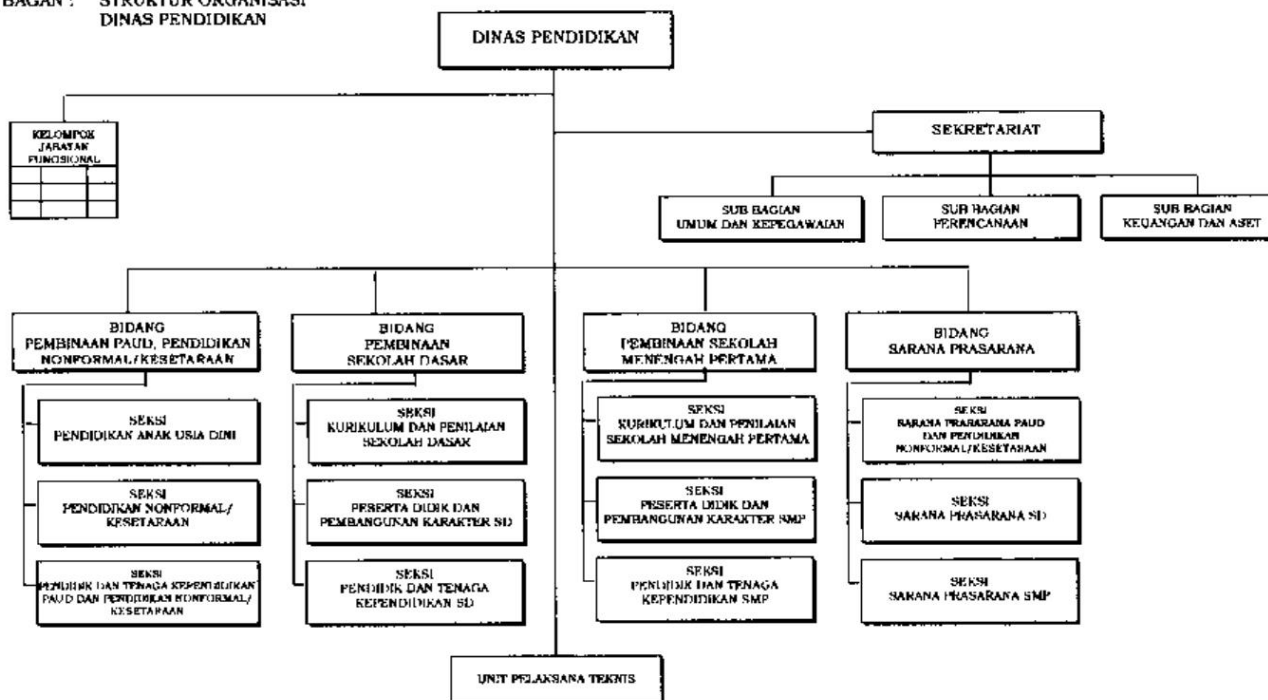 BAGAN : STRUKTUR ORGANISASI
DINAS PENDIDIKAN
DINAS PENDIDIKAN
KELOMPOK
JABATAN
FUNGSIONAL
SEKRETARIAT
SUB BAGIAN
UMUM DAN KEPEGAWAIAN
SUB BAGIAN
PERENCANAAN
SUB BAGIAN
KEUANGAN DAN ASET
BIDANG
PEMBINAAN PAUD, PENDIDIKAN
NONFORMAL/KESETARAAN
BIDANG
PEMBINAAN
SEKOLAH DASAR
BIDANG
PEMBINAAN SEKOLAH
MENENGAH PERTAMA
BIDANG
SARANA PRASARANA
SEKSI
PENDIDIKAN ANAK USIA DINI
SEKSI
PENDIDIKAN NONFORMAL/
KESETARAAN
SEKSI
PENDIDIK DAN TENAGA KEPENDIDIKAN
PAUD DAN PENDIDIKAN NONFORMAL/
KESETARAAN
SEKSI
KURIKULUM DAN PENILAIAN
SEKOLAH DASAR
SEKSI
PESERTA DIDIK DAN
PEMBANGUNAN KARAKTER SD
SEKSI
PENDIDIK DAN TENAGA
KEPENDIDIKAN SD
SEKSI
KURIKULUM DAN PENILAIAN
SEKOLAH MENENGAH PERTAMA
SEKSI
PESERTA DIDIK DAN
PEMBANGUNAN KARAKTER SMP
SEKSI
PENDIDIK DAN TENAGA
KEPENDIDIKAN SMP
SEKSI
SARANA PRASARANA PAUD
DAN PENDIDIKAN
NONFORMAL/KESETARAAN
SEKSI
SARANA PRASARANA SD
SEKSI
SARANA PRASARANA SMP
UNIT PELAKSANA TEKNIS